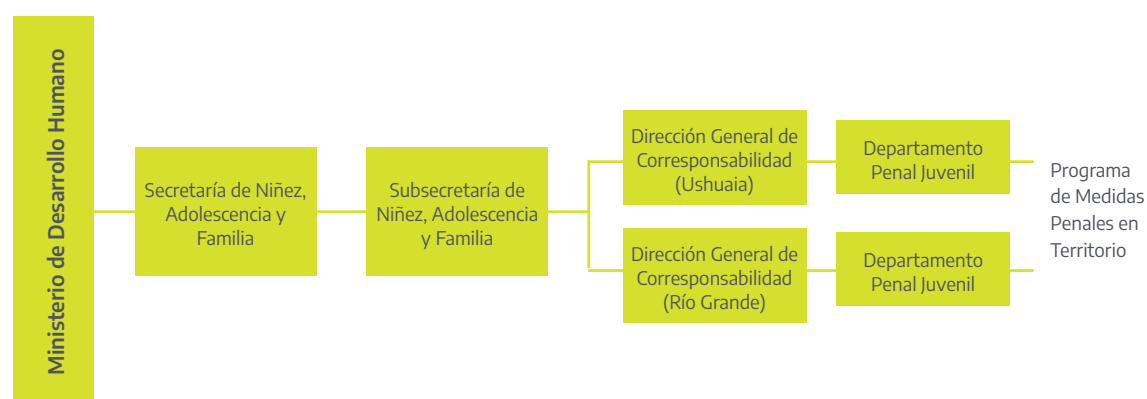 Ministerio de Desarrollo Humano
Secretaría de Niñez,
Adolescencia y
Familia
Subsecretaría de
Niñez, Adolescencia
y Familia
Dirección General de
Corresponsabilidad
(Ushuaia)
Departamento
Penal Juvenil
Dirección General de
Corresponsabilidad
(Río Grande)
Departamento
Penal Juvenil
Programa
de Medidas
Penales en
Territorio